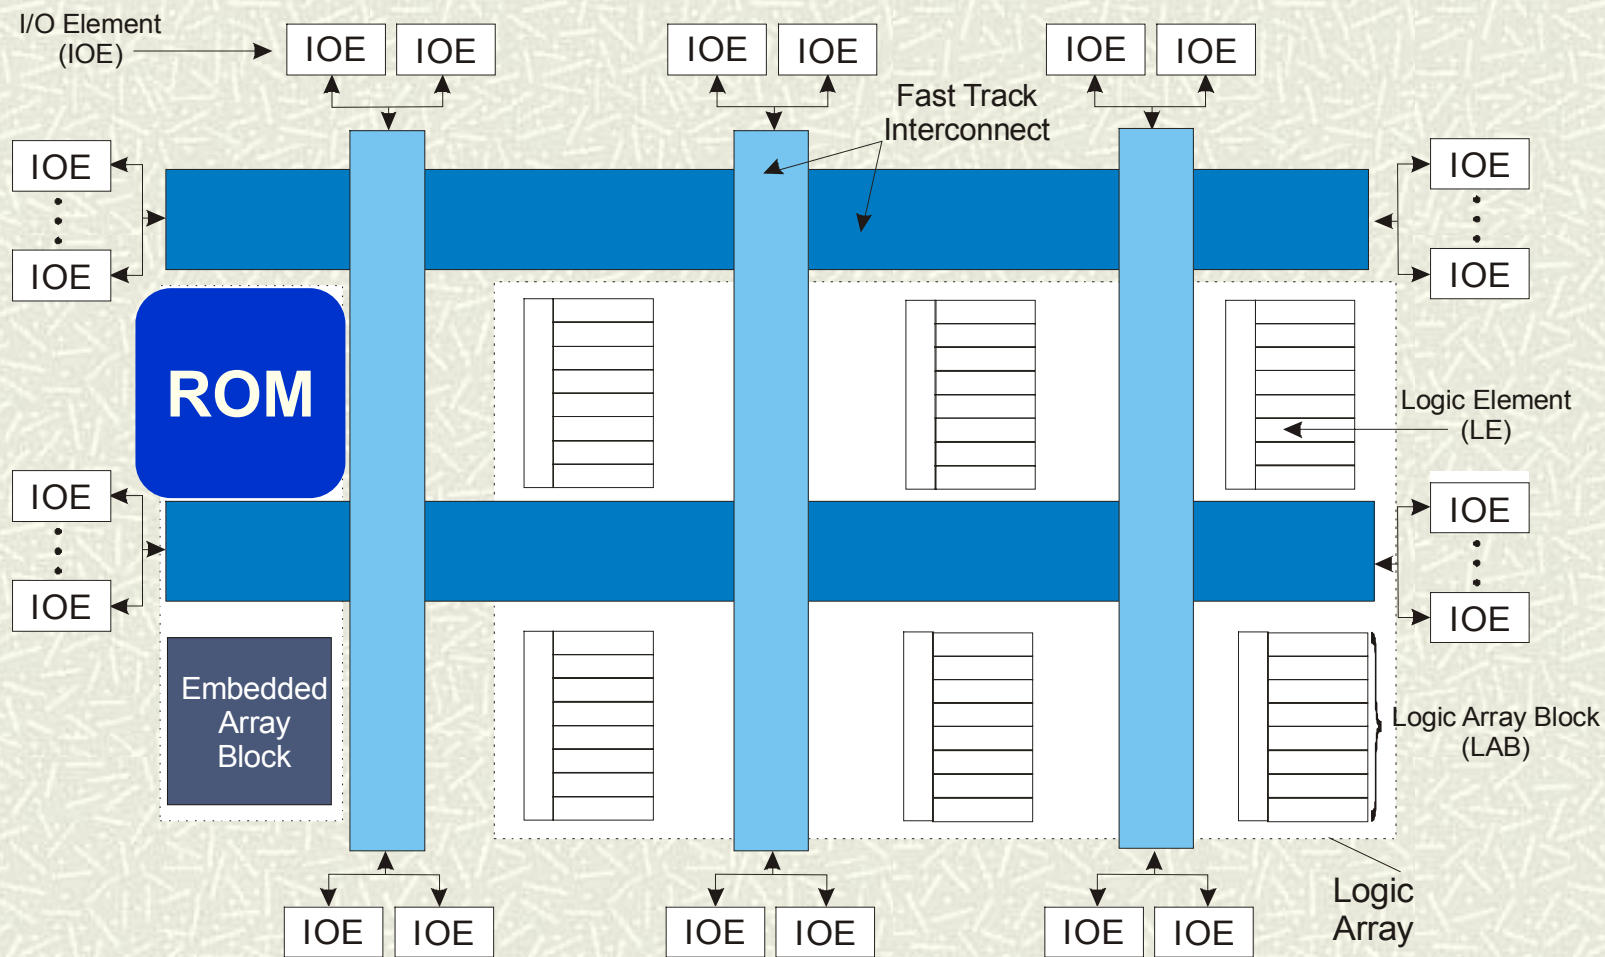 I/O Element
(IOE)
IOE
IOE
IOE
IOE
IOE
IOE
Fast Track
Interconnect
IOE
IOE
IOE
IOE
ROM
Logic Element
(LE)
IOE
IOE
IOE
IOE
Embedded
Array
Block
Logic Array Block
(LAB)
Logic
Array
IOE
IOE
IOE
IOE
IOE
IOE